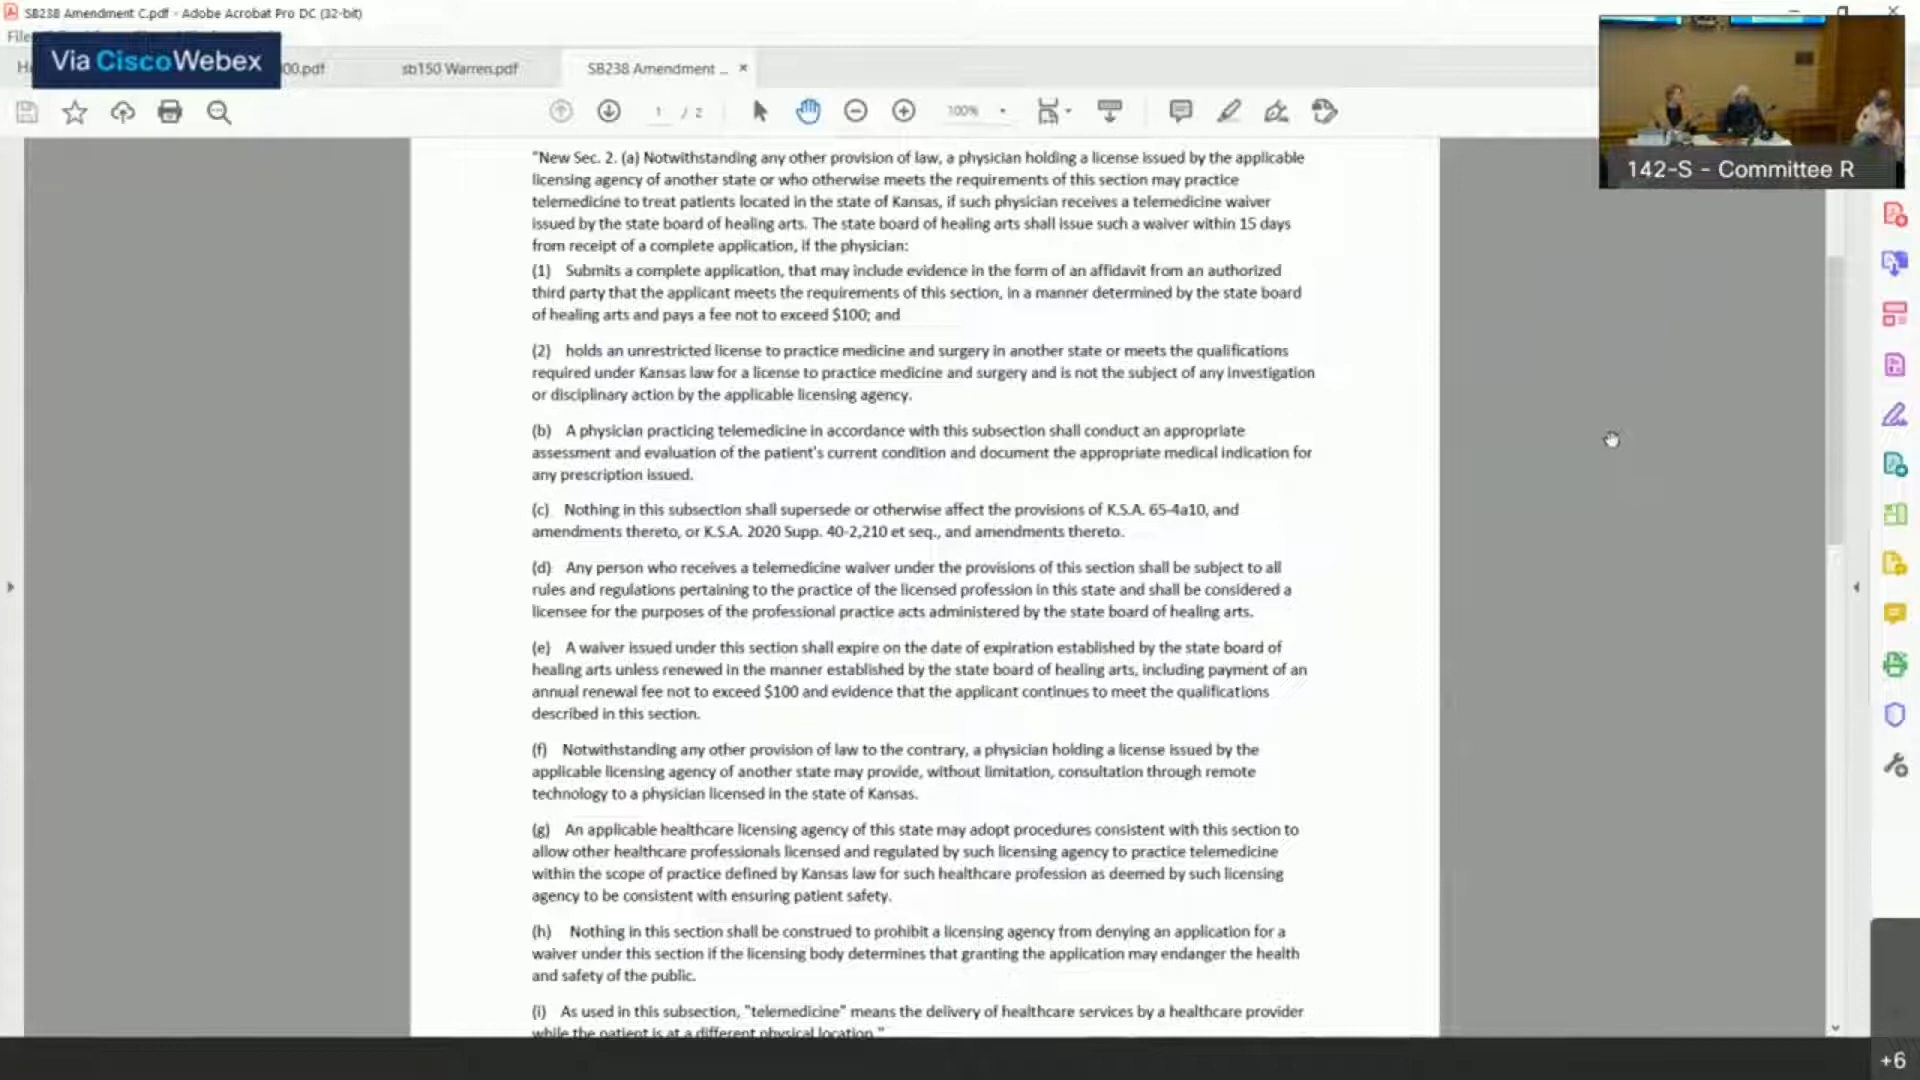 SB238 Amendment C.pdf - Adobe Acrobat Pro DC (32-bit)
File
Via CiscoWebex
00.pdf
sb150 Warren.pdf
SB238 Amendment ... ×
1 / 2
100%
142-S - Committee R
"New Sec. 2. (a) Notwithstanding any other provision of law, a physician holding a license issued by the applicable
licensing agency of another state or who otherwise meets the requirements of this section may practice
telemedicine to treat patients located in the state of Kansas, if such physician receives a telemedicine waiver
issued by the state board of healing arts. The state board of healing arts shall issue such a waiver within 15 days
from receipt of a complete application, if the physician:
(1) Submits a complete application, that may include evidence in the form of an affidavit from an authorized
third party that the applicant meets the requirements of this section, in a manner determined by the state board
of healing arts and pays a fee not to exceed $100; and
(2) holds an unrestricted license to practice medicine and surgery in another state or meets the qualifications
required under Kansas law for a license to practice medicine and surgery and is not the subject of any investigation
or disciplinary action by the applicable licensing agency.
(b) A physician practicing telemedicine in accordance with this subsection shall conduct an appropriate
assessment and evaluation of the patient's current condition and document the appropriate medical indication for
any prescription issued.
(c) Nothing in this subsection shall supersede or otherwise affect the provisions of K.S.A. 65-4a10, and
amendments thereto, or K.S.A. 2020 Supp. 40-2,210 et seq., and amendments thereto.
(d) Any person who receives a telemedicine waiver under the provisions of this section shall be subject to all
rules and regulations pertaining to the practice of the licensed profession in this state and shall be considered a
licensee for the purposes of the professional practice acts administered by the state board of healing arts.
(e) A waiver issued under this section shall expire on the date of expiration established by the state board of
healing arts unless renewed in the manner established by the state board of healing arts, including payment of an
annual renewal fee not to exceed $100 and evidence that the applicant continues to meet the qualifications
described in this section.
(f) Notwithstanding any other provision of law to the contrary, a physician holding a license issued by the
applicable licensing agency of another state may provide, without limitation, consultation through remote
technology to a physician licensed in the state of Kansas.
(g) An applicable healthcare licensing agency of this state may adopt procedures consistent with this section to
allow other healthcare professionals licensed and regulated by such licensing agency to practice telemedicine
within the scope of practice defined by Kansas law for such healthcare profession as deemed by such licensing
agency to be consistent with ensuring patient safety.
(h) Nothing in this section shall be construed to prohibit a licensing agency from denying an application for a
waiver under this section if the licensing body determines that granting the application may endanger the health
and safety of the public.
(i) As used in this subsection, "telemedicine" means the delivery of healthcare services by a healthcare provider
while the patient is at a different physical location."
+6